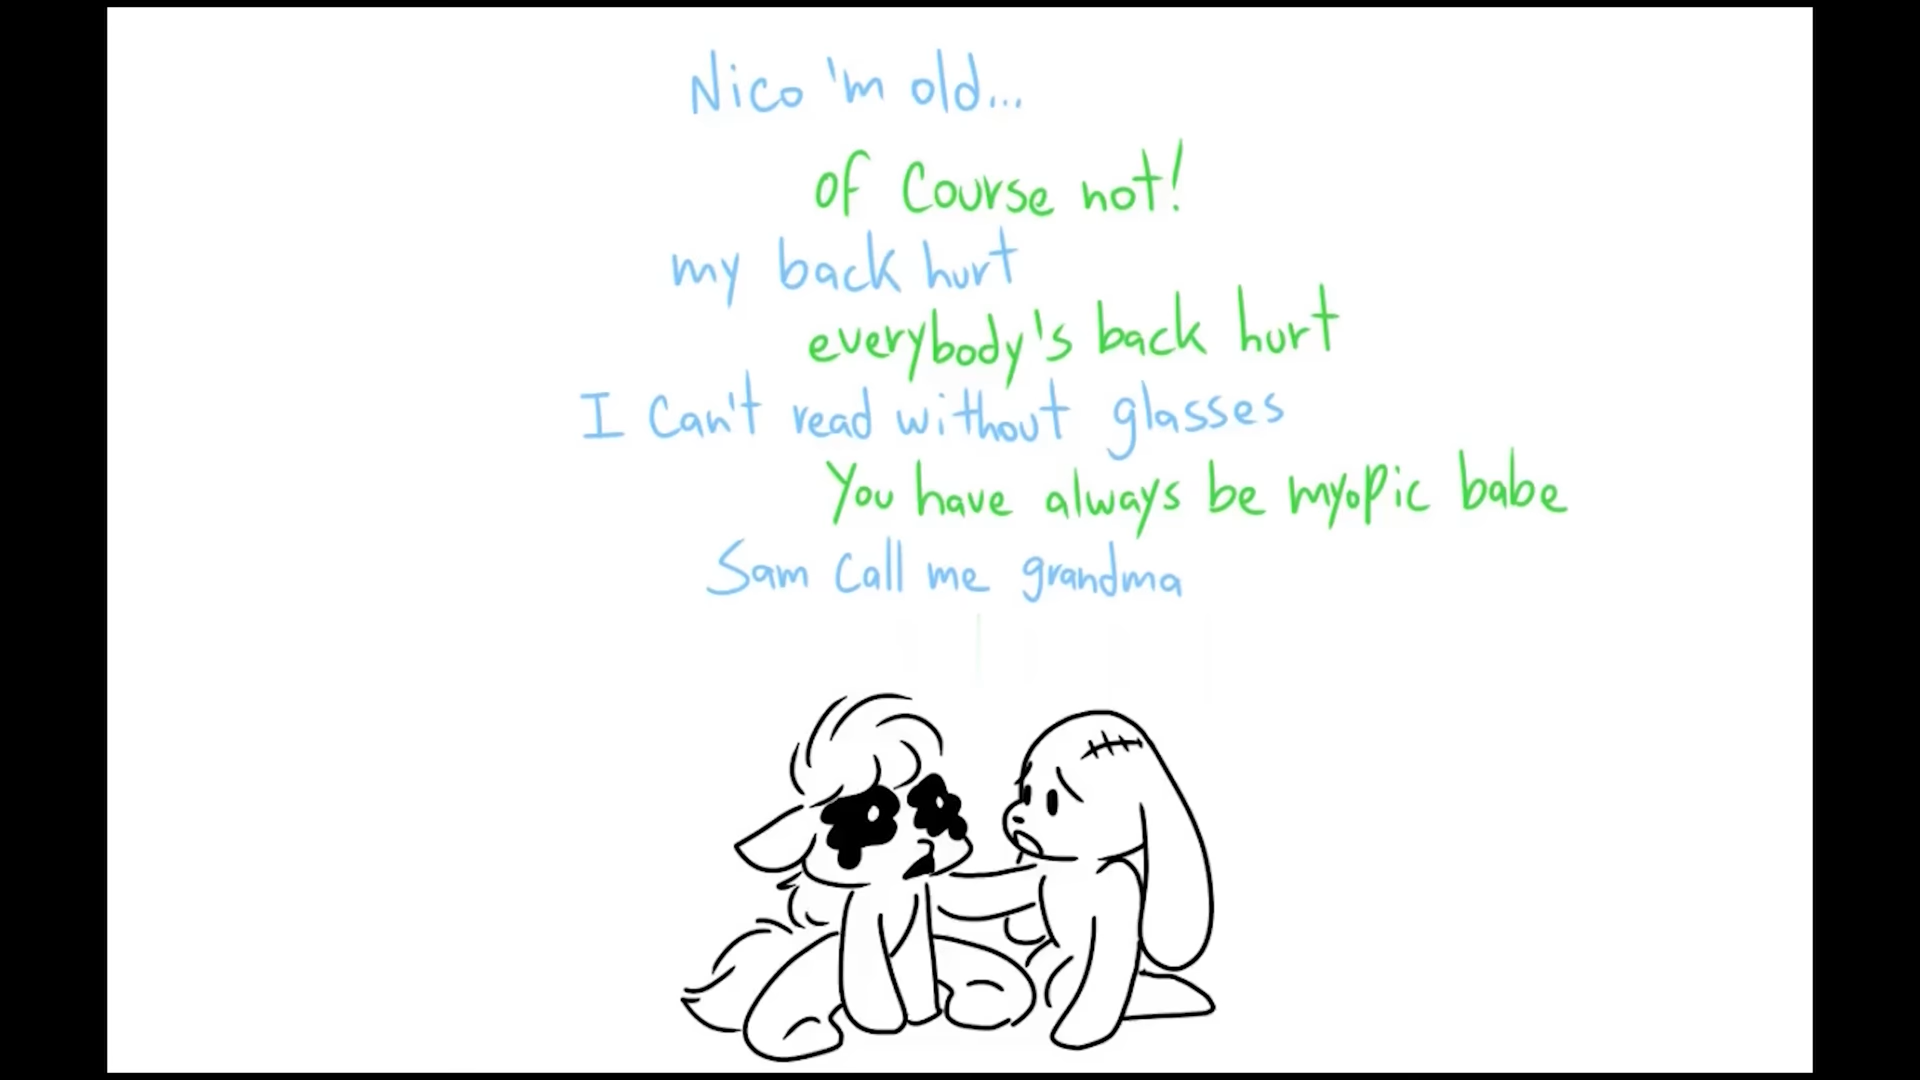 Nico 'm old...
of Course not!
my back hurt
everybody's back hurt
I Can't read without glasses
You have always be myopic babe
Sam Call me grandma